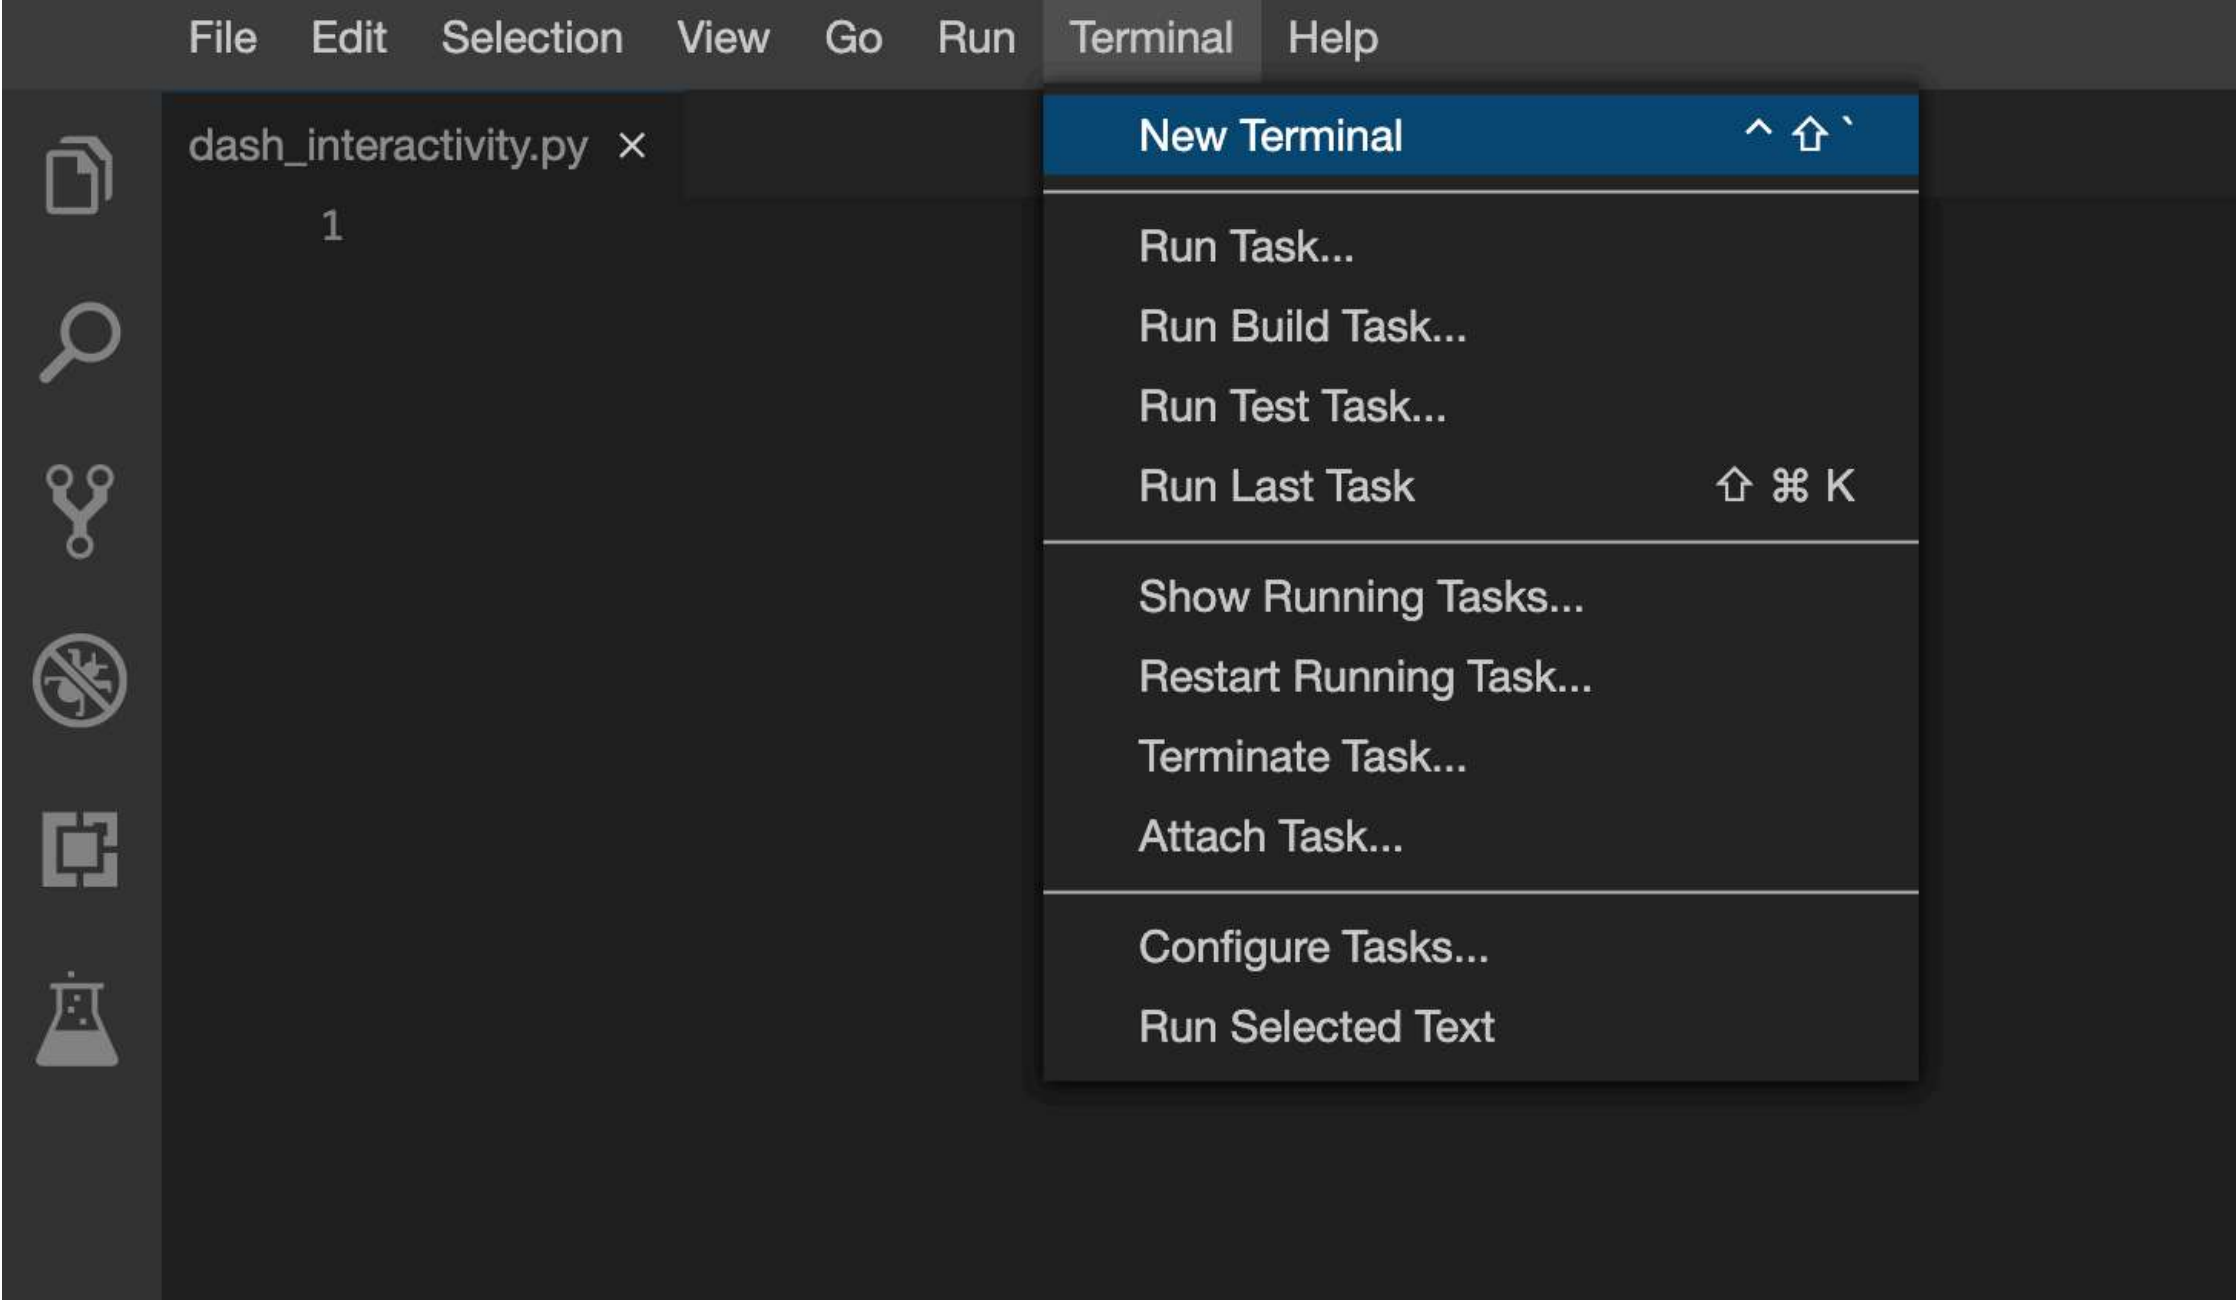 File Edit Selection View Go Run Terminal Help
dash_interactivity.py ×
1
New Terminal ^ ⇧ `
Run Task...
Run Build Task...
Run Test Task...
Run Last Task ⇧ ⌘ K
Show Running Tasks...
Restart Running Task...
Terminate Task...
Attach Task...
Configure Tasks...
Run Selected Text